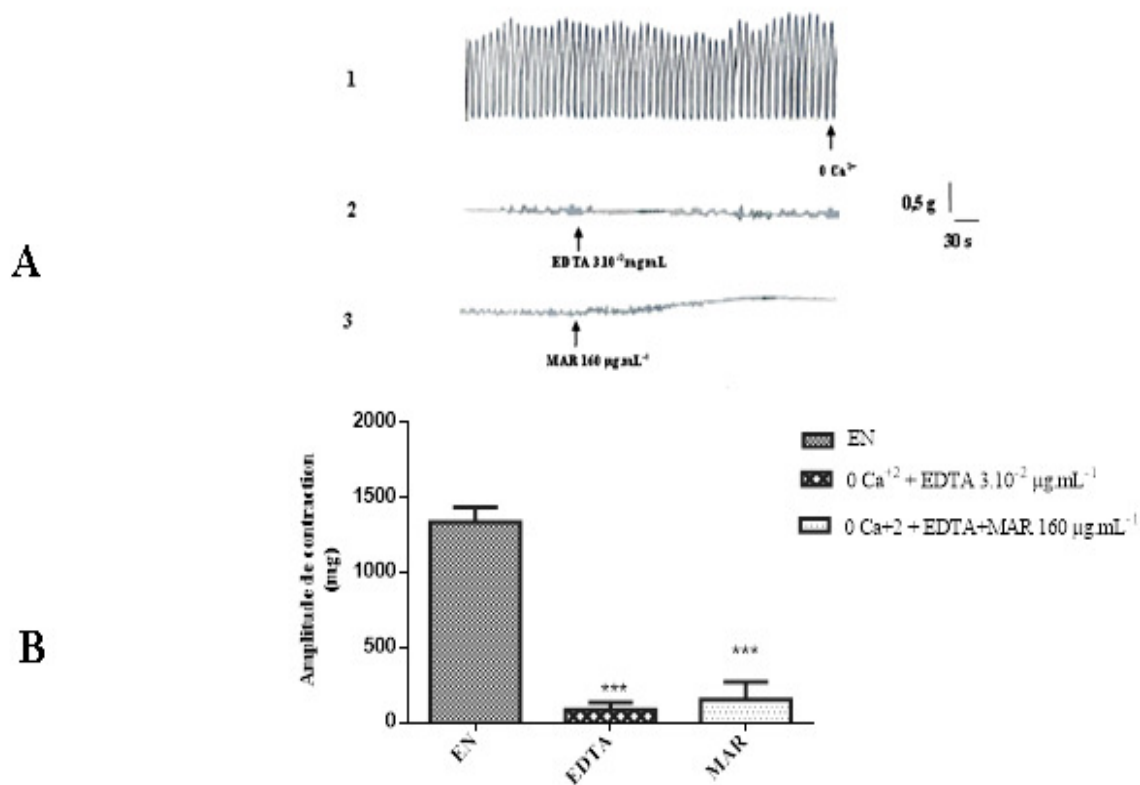 A
1
0 Ca²⁺
2
EDTA 3.10⁻²mg.mL
0,5 g
30 s
3
MAR 160 µg.mL⁻¹
B
Amplitude de contraction
(mg)
2000
1500
1000
500
0
***
***
EN
EDTA
MAR
EN
0 Ca⁺² + EDTA 3.10⁻² µg.mL⁻¹
0 Ca+2 + EDTA+MAR 160 µg.mL⁻¹